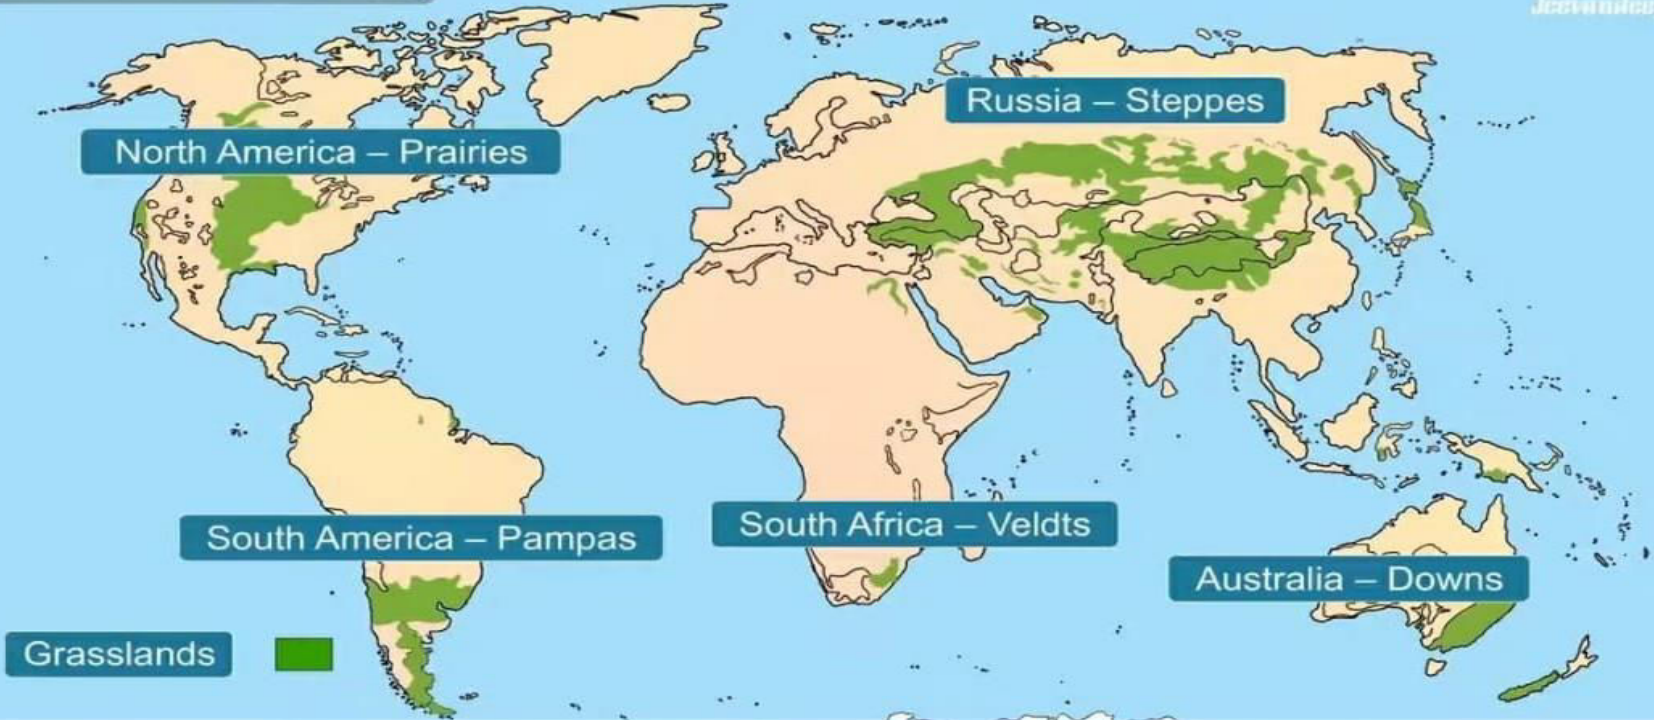 North America – Prairies
Russia – Steppes
South America – Pampas
South Africa – Veldts
Australia – Downs
Grasslands